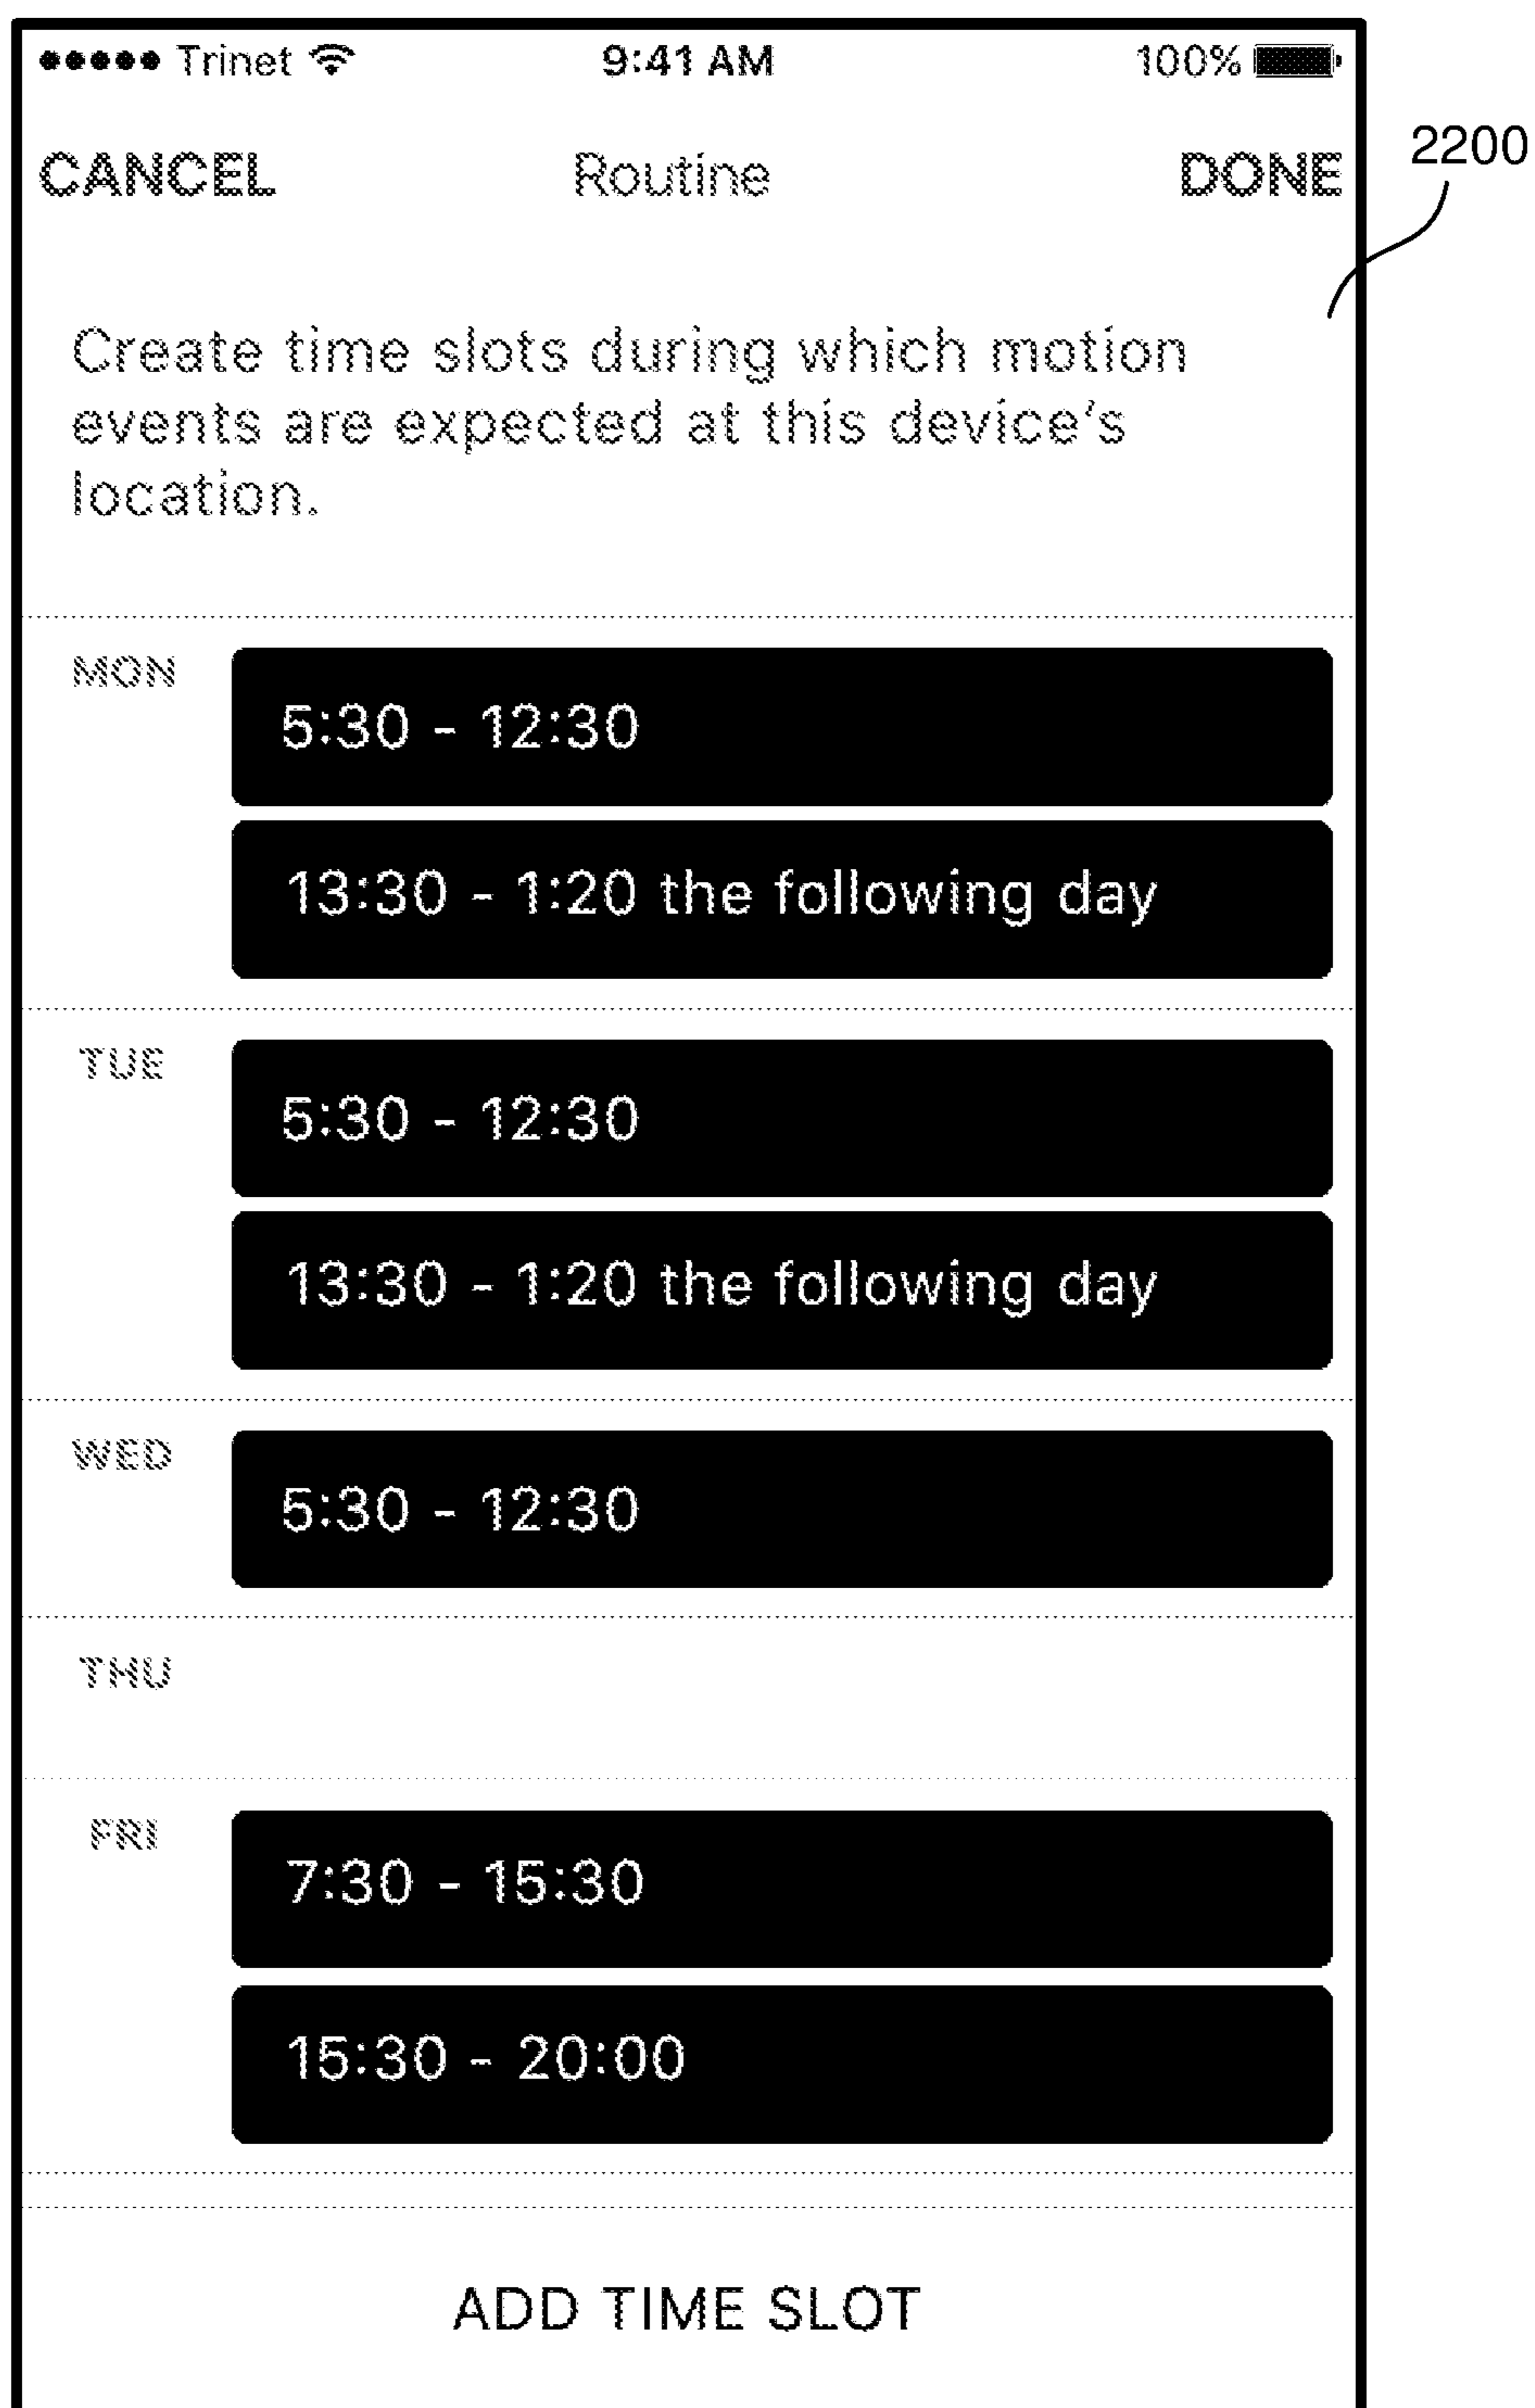 Trinet 9:41 AM 100%
CANCEL Routine DONE
2200
Create time slots during which motion
events are expected at this device's
location.
MON
5:30 - 12:30
13:30 - 1:20 the following day
TUE
5:30 - 12:30
13:30 - 1:20 the following day
WED
5:30 - 12:30
THU
FRI
7:30 - 15:30
15:30 - 20:00
ADD TIME SLOT